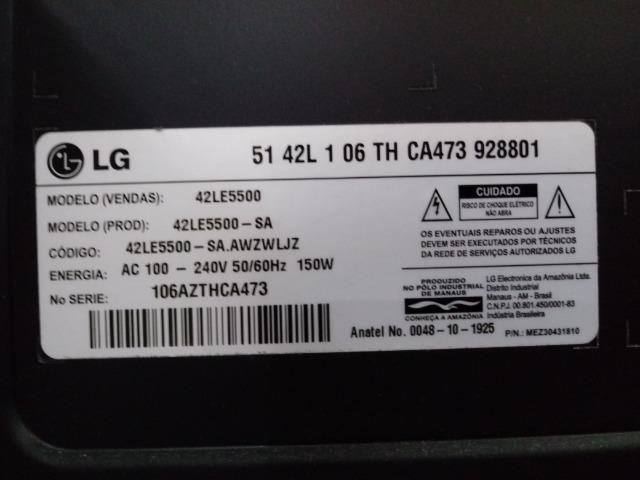 LG
51 42L 1 06 TH CA473 928801
MODELO (VENDAS): 42LE5500
MODELO (PROD): 42LE5500-SA
CÓDIGO: 42LE5500-SA.AWZWLJZ
ENERGIA: AC 100 - 240V 50/60Hz 150W
No SERIE: 106AZTHCA473
CUIDADO
RISCO DE CHOQUE ELÉTRICO
NÃO ABRA
OS EVENTUAIS REPAROS OU AJUSTES
DEVEM SER EXECUTADOS POR TÉCNICOS
DA REDE DE SERVIÇOS AUTORIZADOS LG
PRODUZIDO
NO PÓLO INDUSTRIAL
DE MANAUS
CONHEÇA A AMAZÔNIA
LG Electronics da Amazônia Ltda.
Distrito Industrial
Manaus - AM - Brasil
C.N.P.J. 00.801.450/0001-83
Indústria Brasileira
Anatel No. 0048-10-1925
P/N.: MEZ30431810